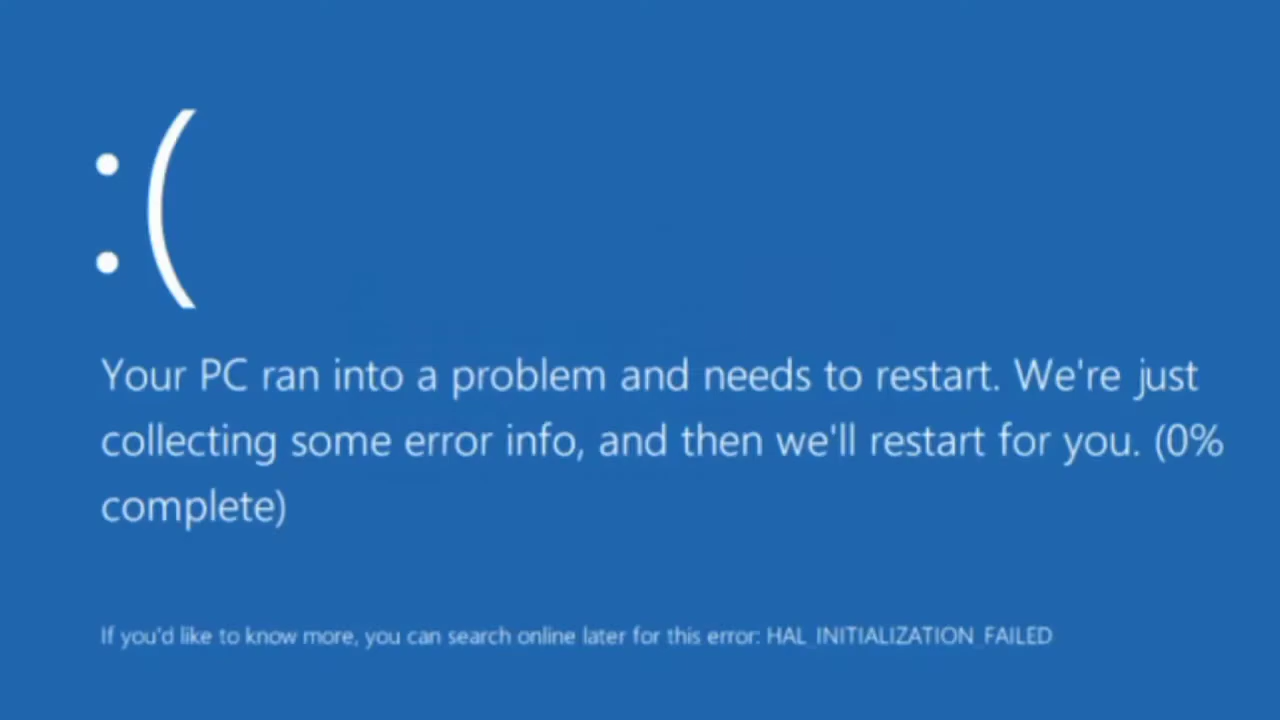 :(
Your PC ran into a problem and needs to restart. We're just
collecting some error info, and then we'll restart for you. (0%
complete)
If you'd like to know more, you can search online later for this error: HAL_INITIALIZATION_FAILED